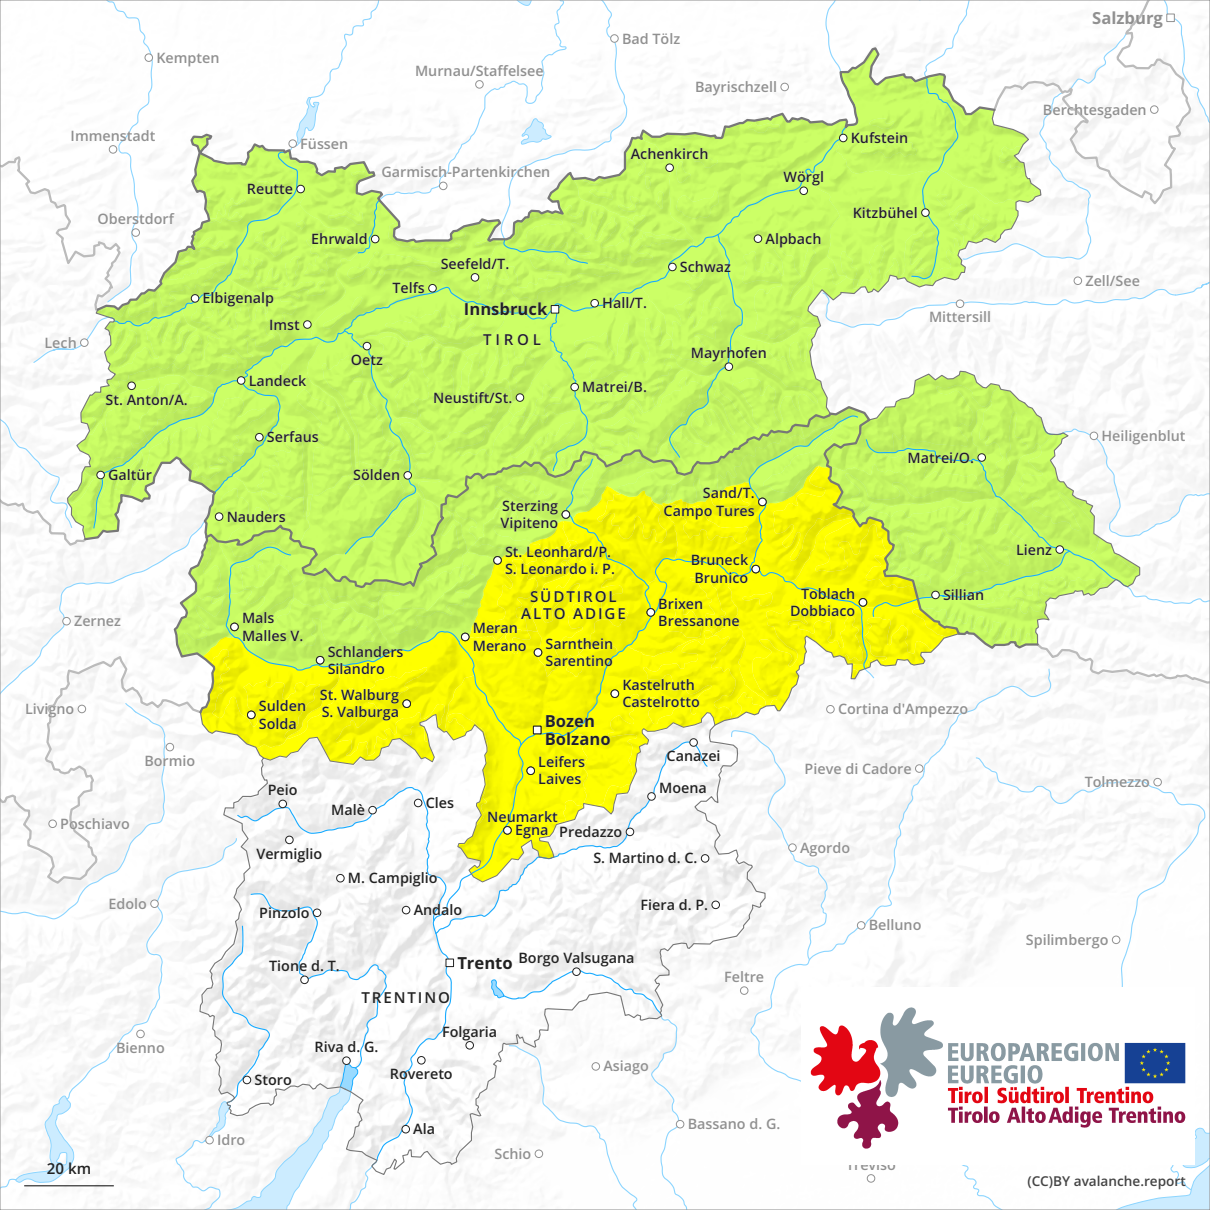 Salzburg
Bad Tölz
Kempten
Murnau/Staffelsee
Bayrischzell
Berchtesgaden
Immenstadt
Füssen
Kufstein
Achenkirch
Garmisch-Partenkirchen
Wörgl
Reutte
Oberstdorf
Kitzbühel
Ehrwald
Alpbach
Seefeld/T.
Schwaz
Zell/See
Telfs
Elbigenalp
Hall/T.
Innsbruck
Mittersill
Imst
TIROL
Lech
Oetz
Mayrhofen
Landeck
Matrei/B.
St. Anton/A.
Neustift/St.
Serfaus
Heiligenblut
Matrei/O.
Galtür
Sölden
Sand/T.
Campo Tures
Sterzing
Vipiteno
Nauders
St. Leonhard/P.
S. Leonardo i. P.
Lienz
Bruneck
Brunico
SÜDTIROL
ALTO ADIGE
Toblach
Dobbiaco
Sillian
Brixen
Bressanone
Zernez
Mals
Malles V.
Meran
Merano
Sarnthein
Sarentino
Schlanders
Silandro
Kastelruth
Castelrotto
St. Walburg
S. Valburga
Livigno
Sulden
Solda
Cortina d'Ampezzo
Bozen
Bolzano
Bormio
Canazei
Leifers
Laives
Pieve di Cadore
Tolmezzo
Peio
Moena
Malè
Cles
Neumarkt
Egna
Predazzo
Poschiavo
Vermiglio
S. Martino d. C.
Agordo
M. Campiglio
Edolo
Pinzolo
Andalo
Fiera d. P.
Belluno
Spilimbergo
Trento
Borgo Valsugana
Tione d. T.
Feltre
TRENTINO
Folgaria
Bienno
Riva d. G.
EUROPAREGION
EUREGIO
Rovereto
Asiago
Storo
Tirol Südtirol Trentino
Tirolo Alto Adige Trentino
Ala
Bassano d. G.
Idro
Schio
Treviso
20 km
(CC)BY avalanche.report